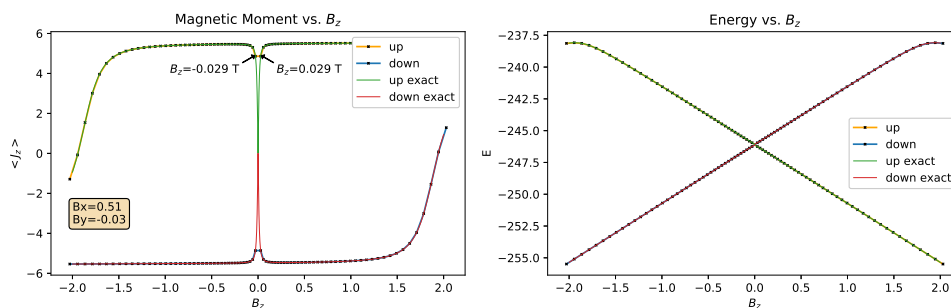 Magnetic Moment vs. B_z
6
4
2
0
−2
−4
−6
<J_z>
B_z=-0.029 T
B_z=0.029 T
up
down
up exact
down exact
Bx=0.51
By=-0.03
−2.0 −1.5 −1.0 −0.5 0.0 0.5 1.0 1.5 2.0
B_z
Energy vs. B_z
−237.5
−240.0
−242.5
−245.0
−247.5
−250.0
−252.5
−255.0
E
up
down
up exact
down exact
−2.0 −1.5 −1.0 −0.5 0.0 0.5 1.0 1.5 2.0
B_z